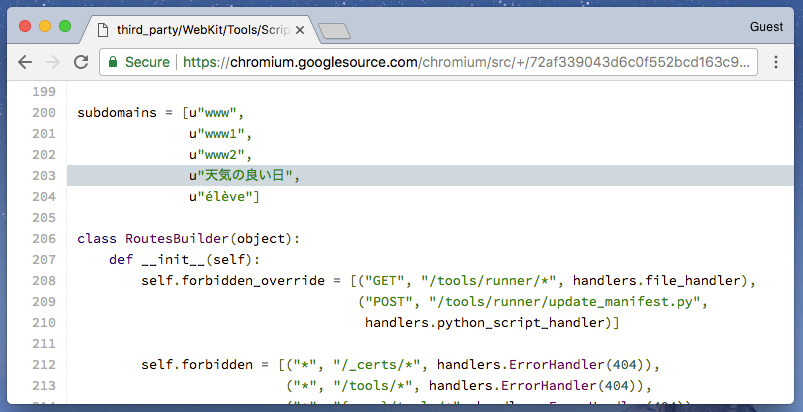 third_party/WebKit/Tools/Scrip
Guest
Secure https://chromium.googlesource.com/chromium/src/+/72af339043d6c0f552bcd163c9...
199
200 subdomains = [u"www",
201 u"www1",
202 u"www2",
203 u"天気の良い日",
204 u"élève"]
205
206 class RoutesBuilder(object):
207 def __init__(self):
208 self.forbidden_override = [("GET", "/tools/runner/*", handlers.file_handler),
209 ("POST", "/tools/runner/update_manifest.py",
210 handlers.python_script_handler)]
211
212 self.forbidden = [("*", "/_certs/*", handlers.ErrorHandler(404)),
213 ("*", "/tools/*", handlers.ErrorHandler(404)),